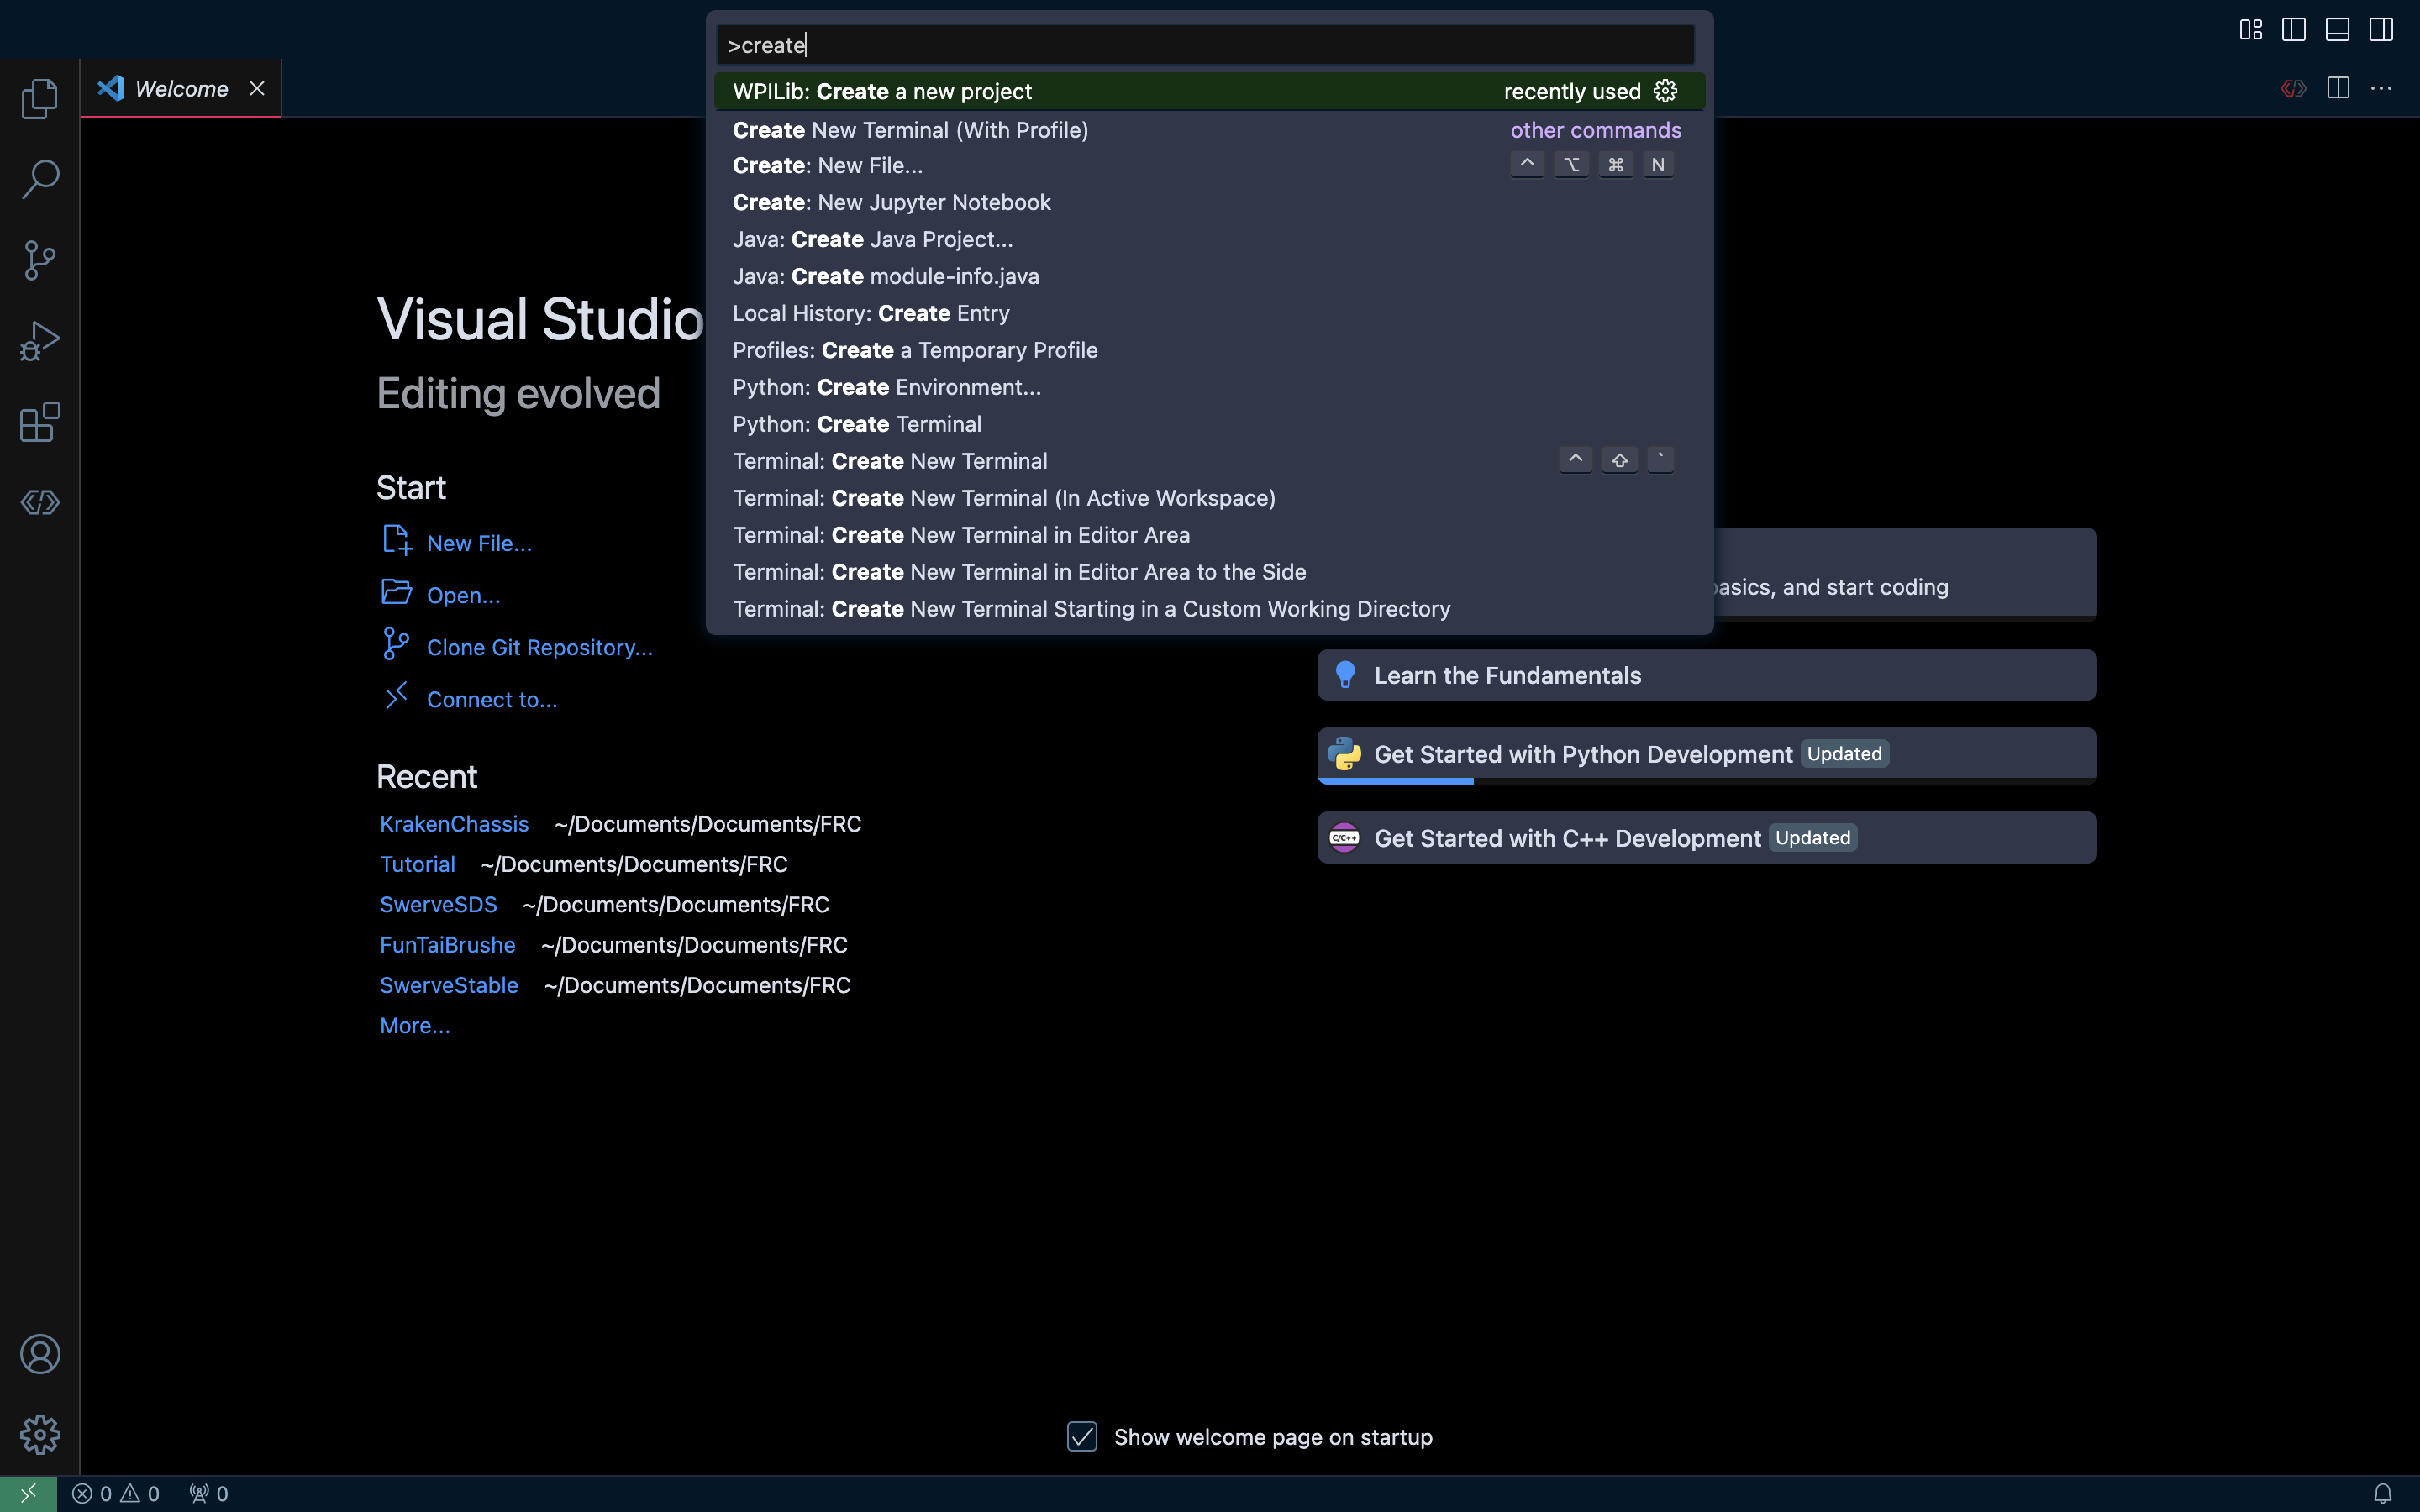 >create
WPILib: Create a new project recently used
Create New Terminal (With Profile) other commands
Create: New File... ^ ⌥ ⌘ N
Create: New Jupyter Notebook
Java: Create Java Project...
Java: Create module-info.java
Local History: Create Entry
Profiles: Create a Temporary Profile
Python: Create Environment...
Python: Create Terminal
Terminal: Create New Terminal ^ ⇧ `
Terminal: Create New Terminal (In Active Workspace)
Terminal: Create New Terminal in Editor Area
Terminal: Create New Terminal in Editor Area to the Side
Terminal: Create New Terminal Starting in a Custom Working Directory
Welcome
Visual Studio
Editing evolved
Start
New File...
Open...
Clone Git Repository...
Connect to...
Recent
KrakenChassis ~/Documents/Documents/FRC
Tutorial ~/Documents/Documents/FRC
SwerveSDS ~/Documents/Documents/FRC
FunTaiBrushe ~/Documents/Documents/FRC
SwerveStable ~/Documents/Documents/FRC
More...
basics, and start coding
Learn the Fundamentals
Get Started with Python Development Updated
C/C++ Get Started with C++ Development Updated
Show welcome page on startup
0 0 0